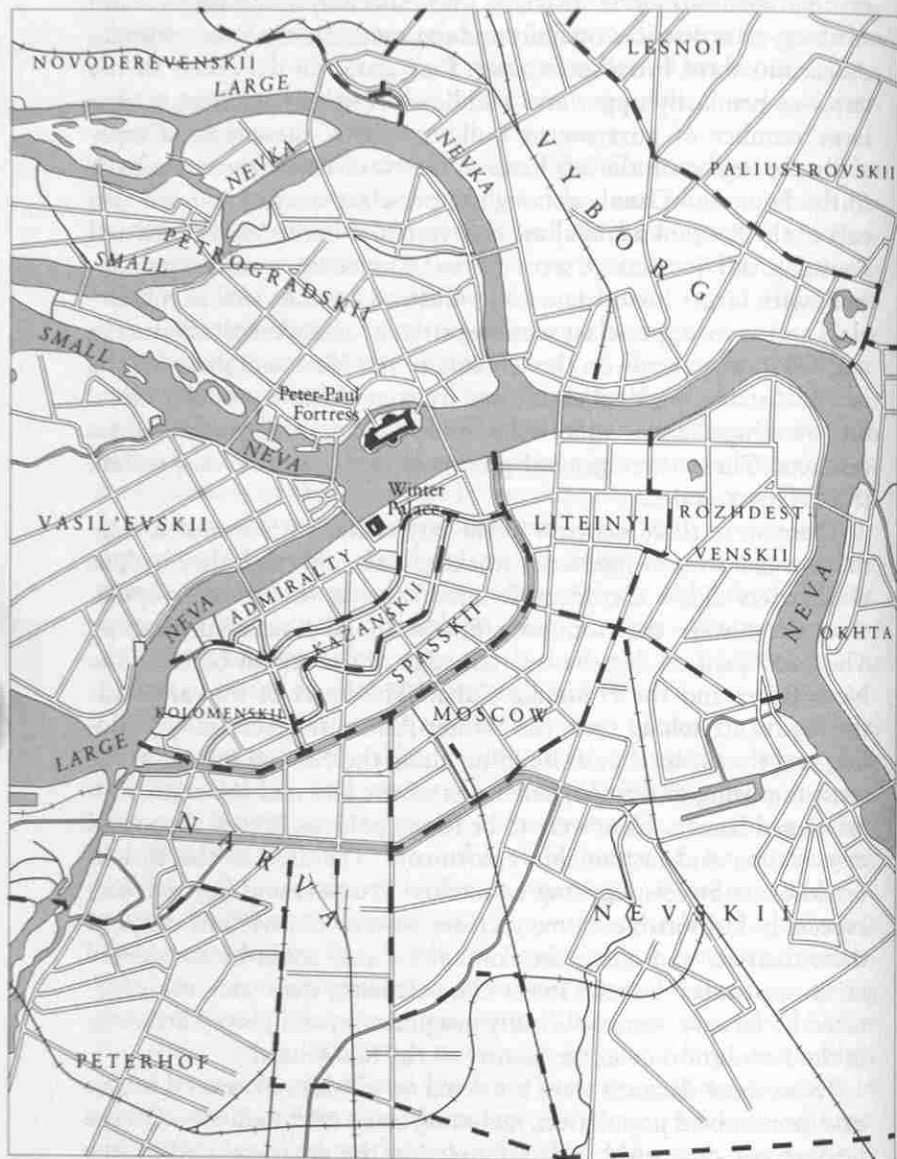 NOVODEREVENSKII
LARGE
NEVKA
LESNOI
VYBORG
PALIUSTROVSKII
NEVKA
PETROGRADSKII
SMALL
SMALL
NEVA
Peter-Paul
Fortress
Winter
Palace
VASIL'EVSKII
LITEINYI
ROZHDEST-
VENSKII
NEVA
ADMIRALTY
KAZANSKII
SPASSKII
NEVA
OKHTA
KOLOMENSKII
MOSCOW
LARGE
NARVA
NEVSKII
PETERHOF